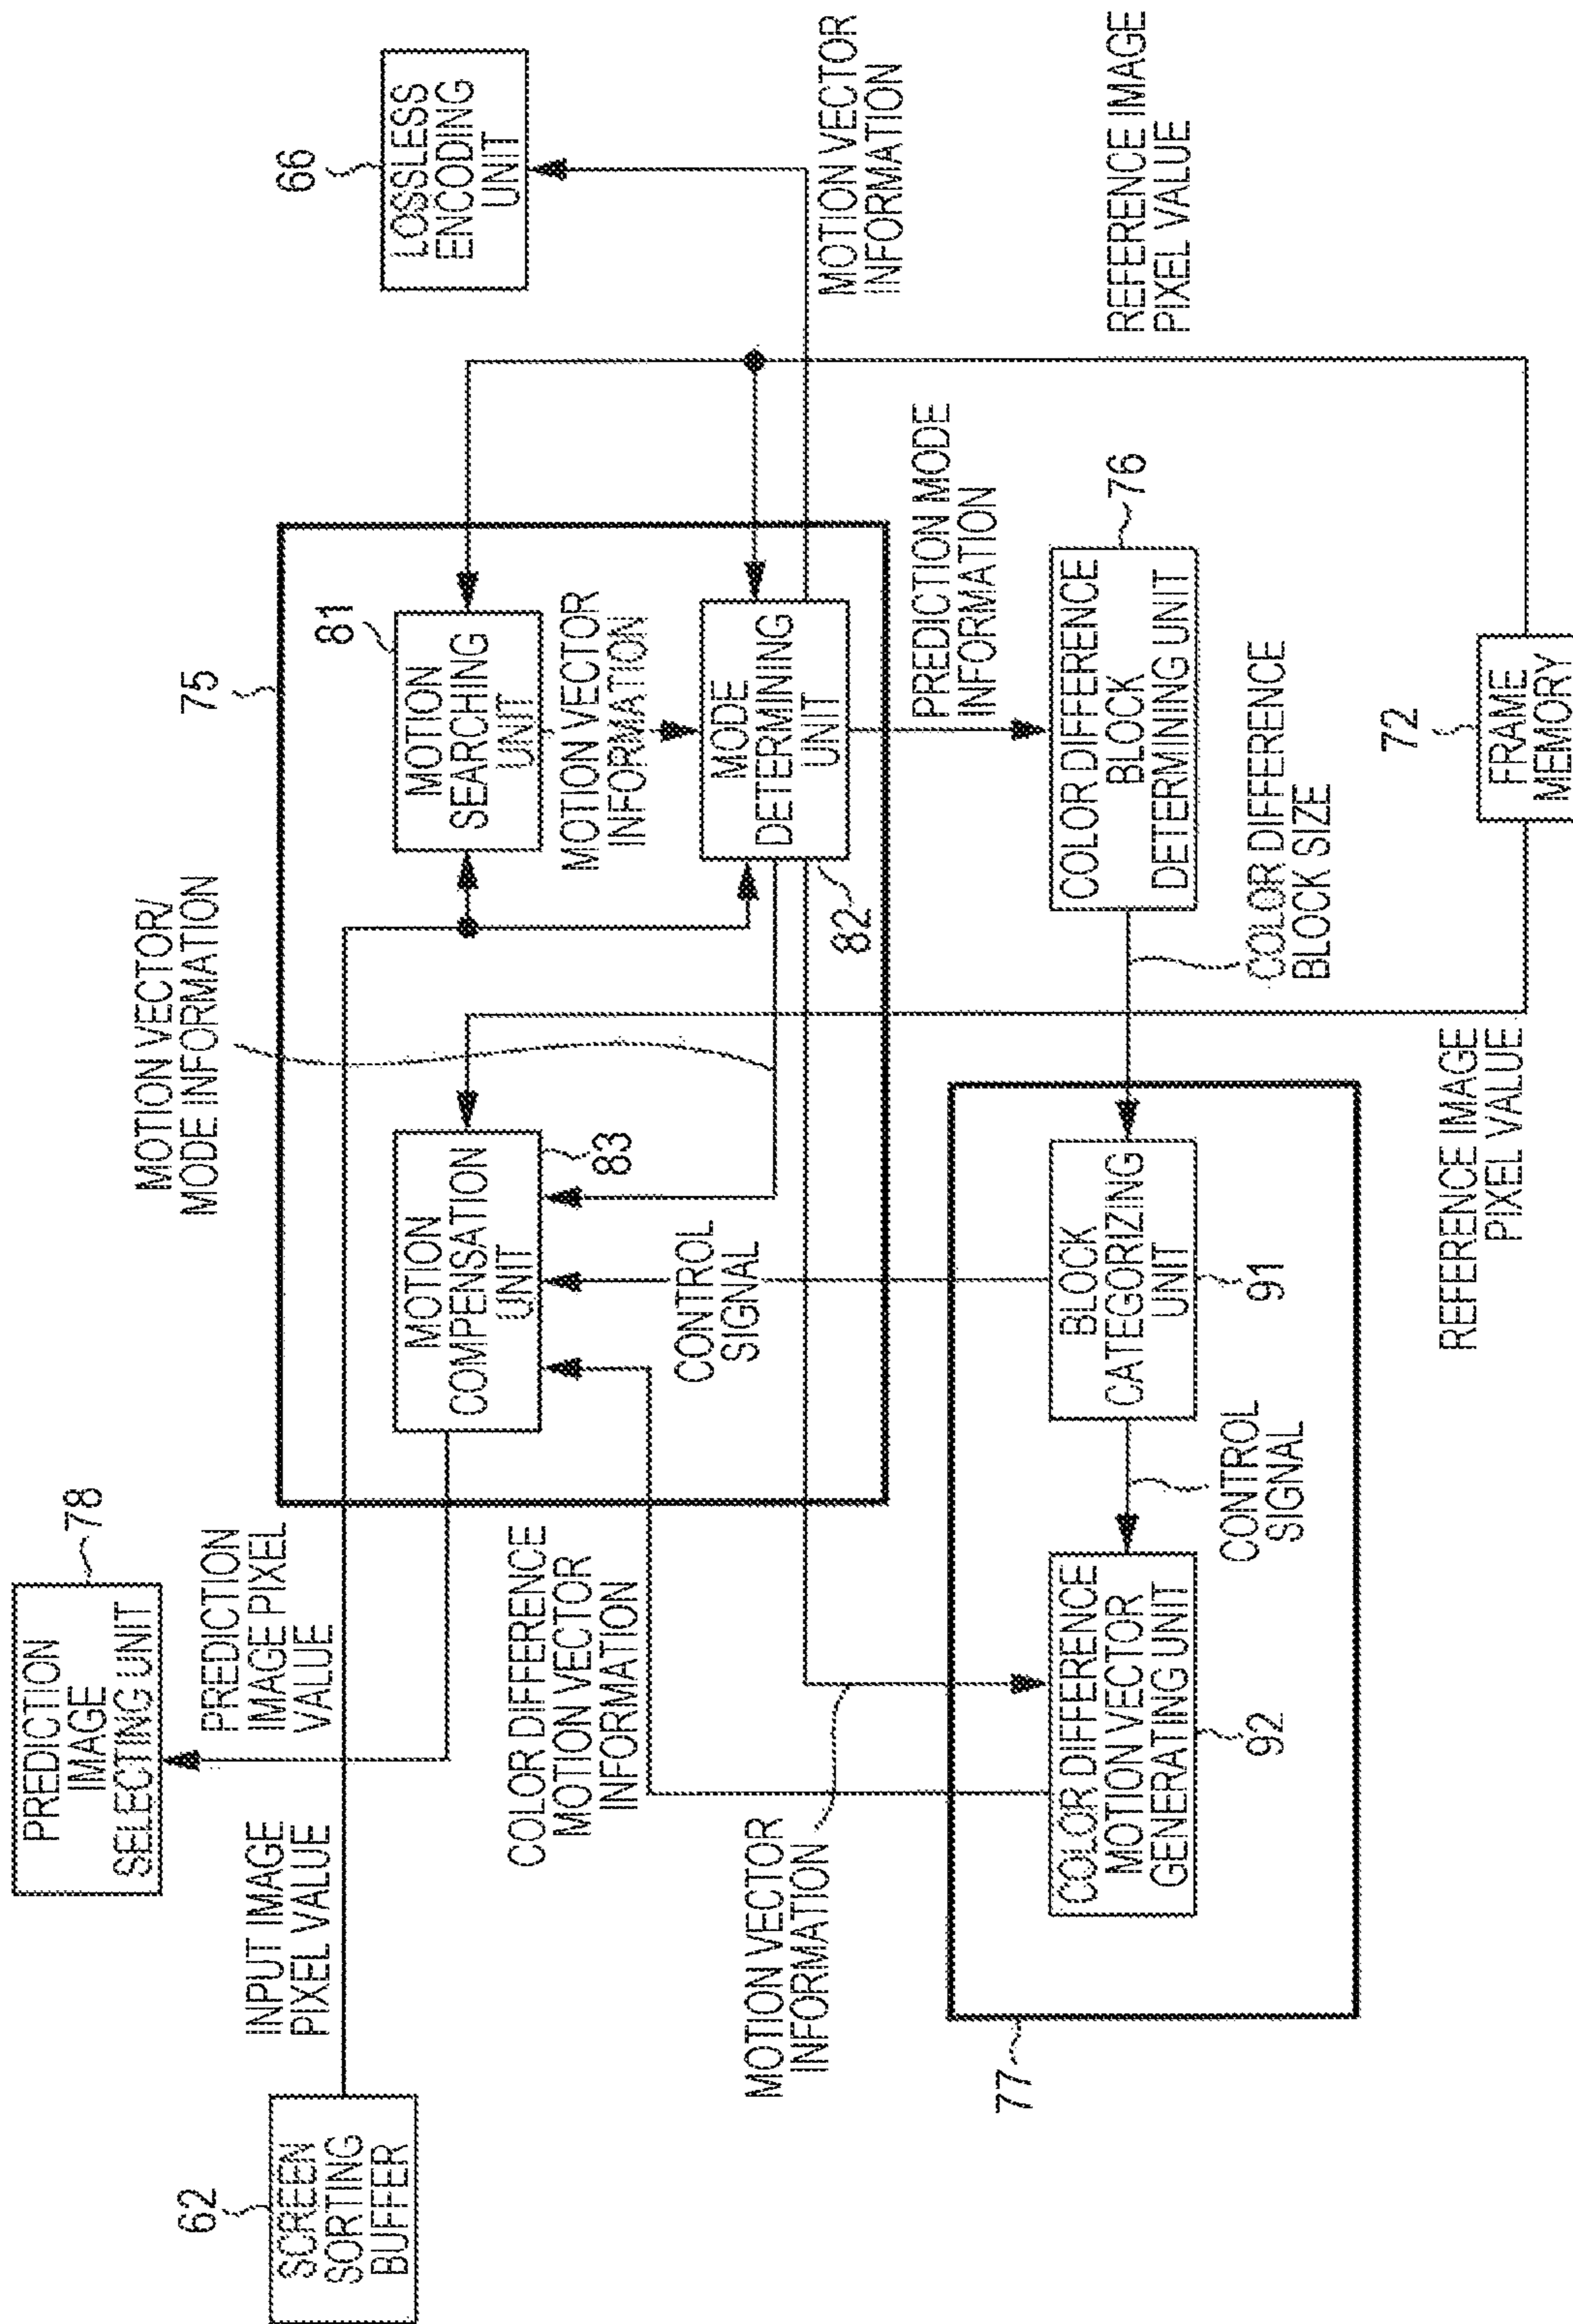 66
LOSSLESS
ENCODING
UNIT
MOTION VECTOR
INFORMATION
REFERENCE IMAGE
PIXEL VALUE
75
81
MOTION
SEARCHING
UNIT
MOTION VECTOR
INFORMATION
MODE
DETERMINING
UNIT
82
PREDICTION MODE
INFORMATION
76
COLOR DIFFERENCE
BLOCK
DETERMINING UNIT
COLOR DIFFERENCE
BLOCK SIZE
72
FRAME
MEMORY
MOTION VECTOR/
MODE INFORMATION
MOTION
COMPENSATION
UNIT
83
CONTROL
SIGNAL
BLOCK
CATEGORIZING
UNIT
91
REFERENCE IMAGE
PIXEL VALUE
CONTROL
SIGNAL
78
PREDICTION
IMAGE
SELECTING UNIT
PREDICTION
IMAGE PIXEL
VALUE
COLOR DIFFERENCE
MOTION VECTOR
INFORMATION
COLOR DIFFERENCE
MOTION VECTOR
GENERATING UNIT
92
INPUT IMAGE
PIXEL VALUE
MOTION VECTOR
INFORMATION
77
62
SCREEN
SORTING
BUFFER